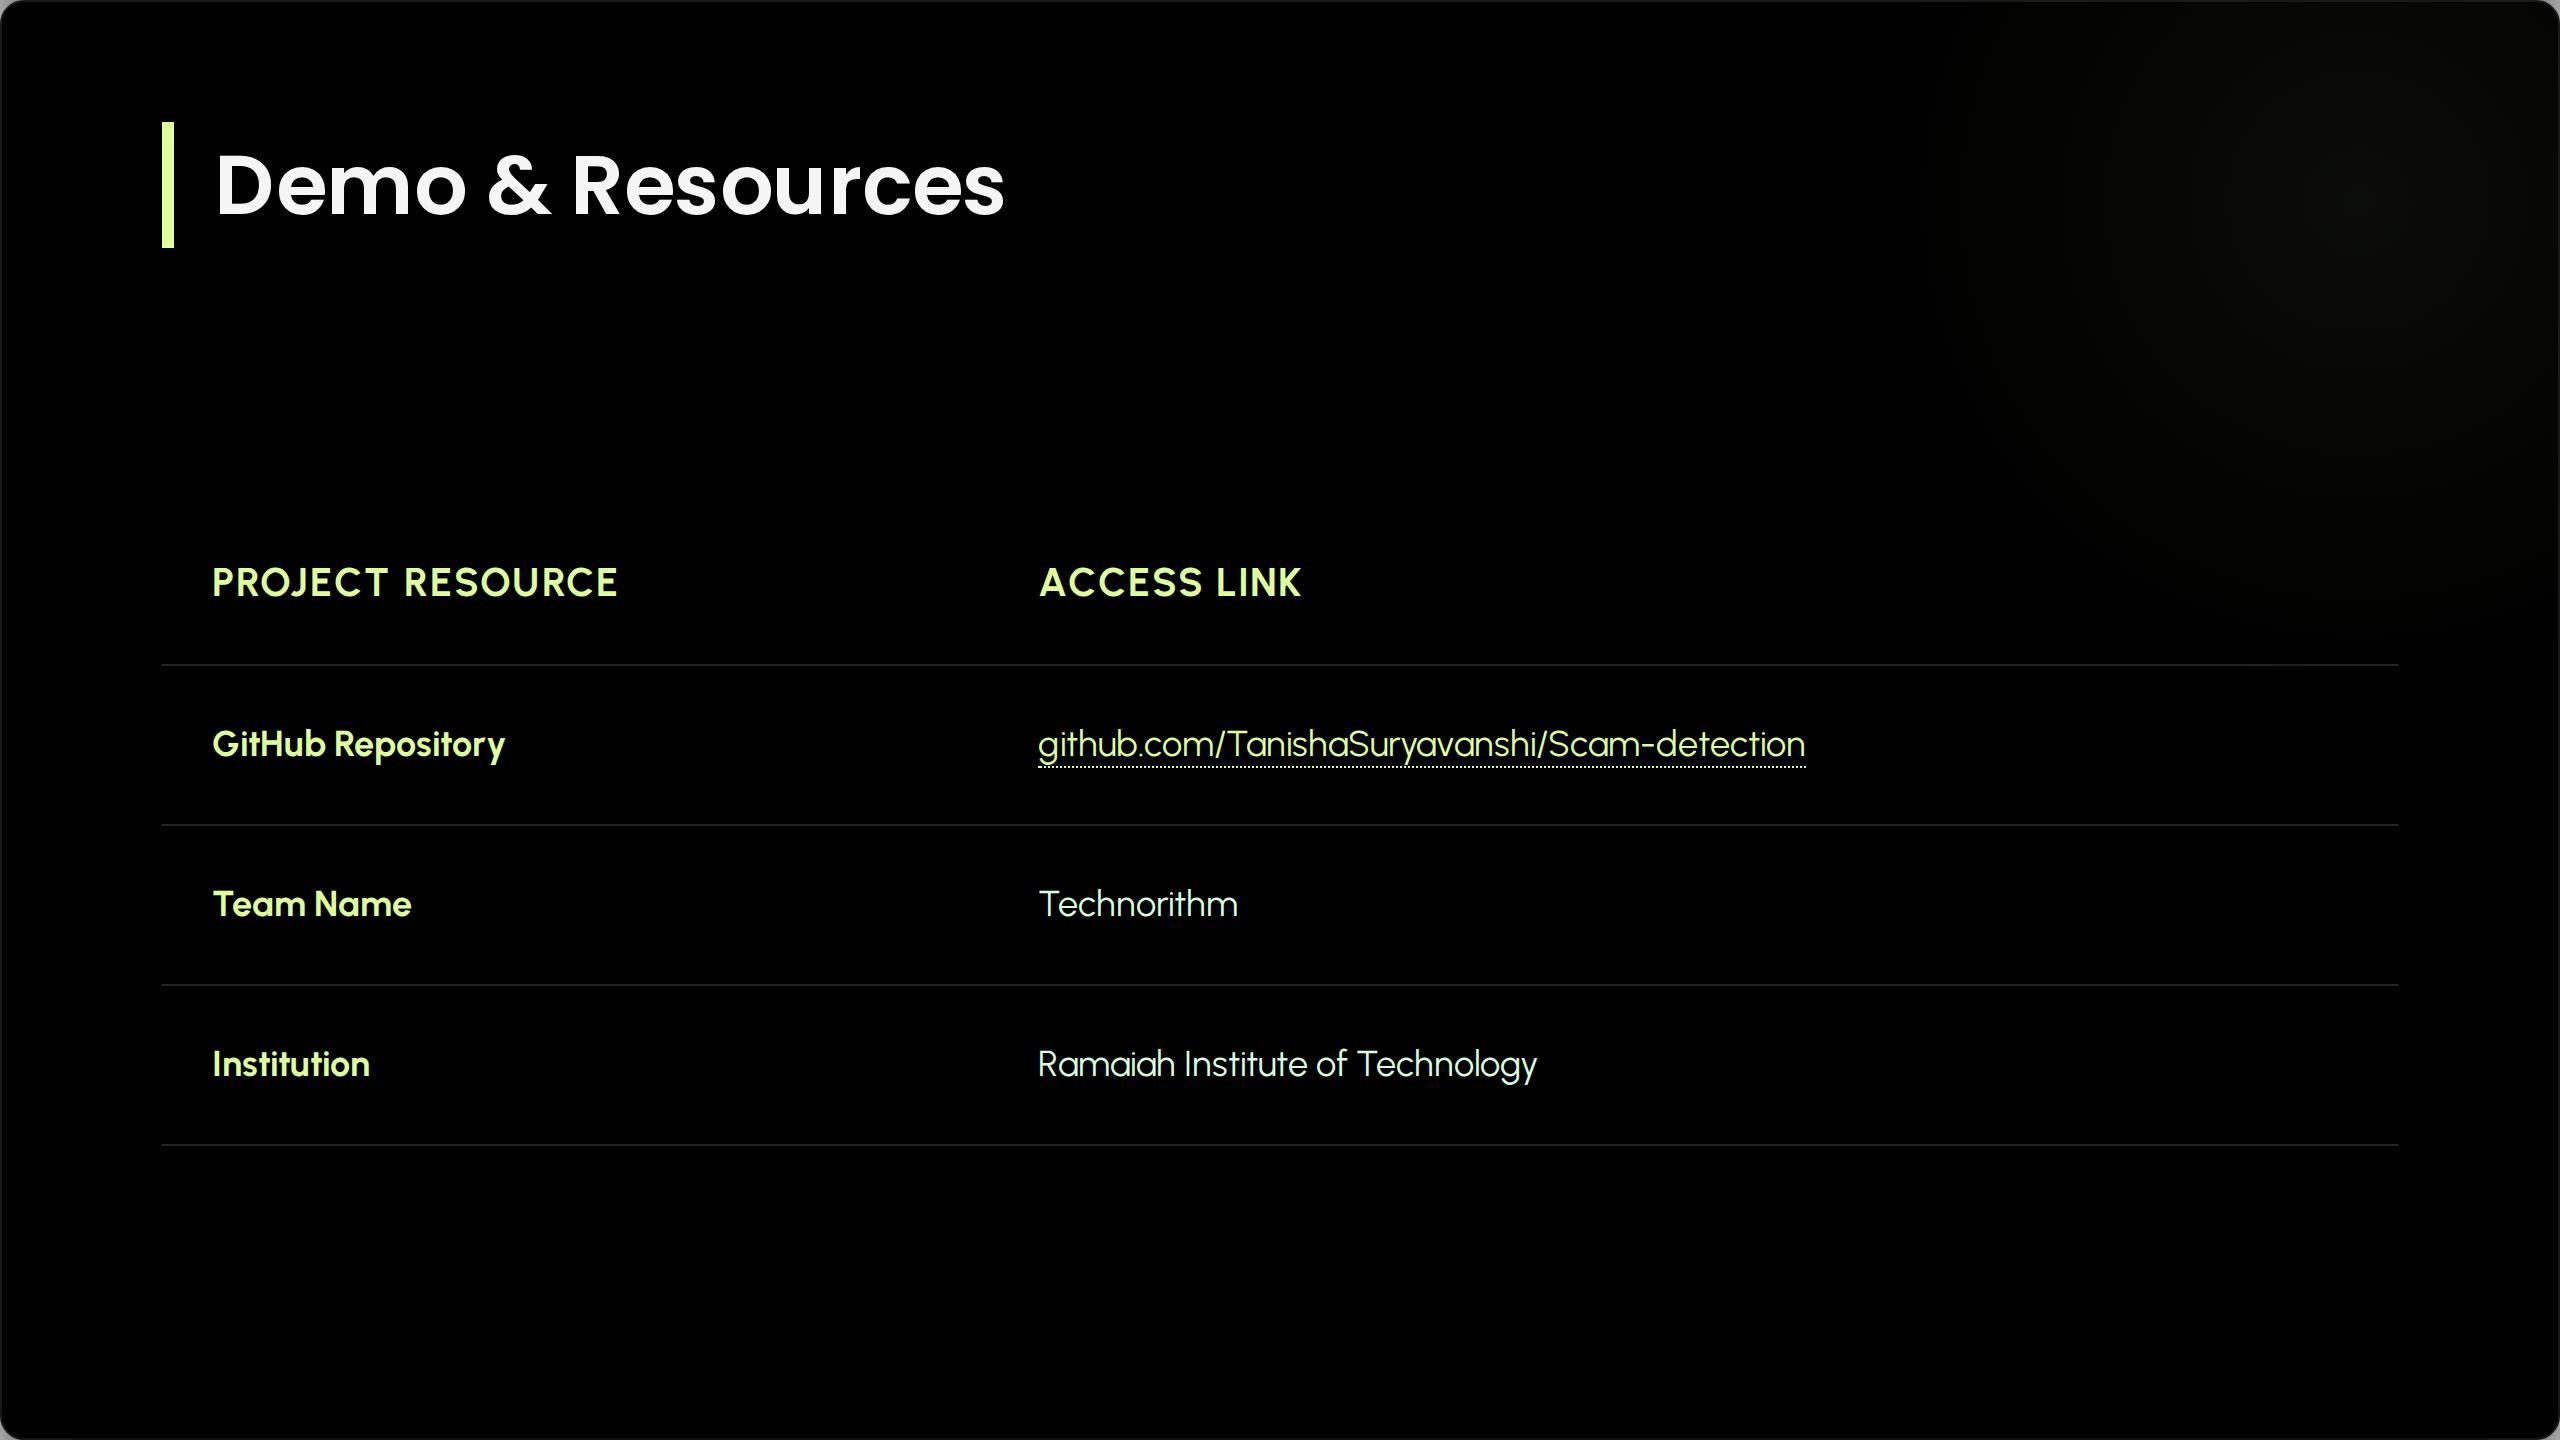 Demo & Resources
PROJECT RESOURCE ACCESS LINK
GitHub Repository github.com/TanishaSuryavanshi/Scam-detection
Team Name Technorithm
Institution Ramaiah Institute of Technology